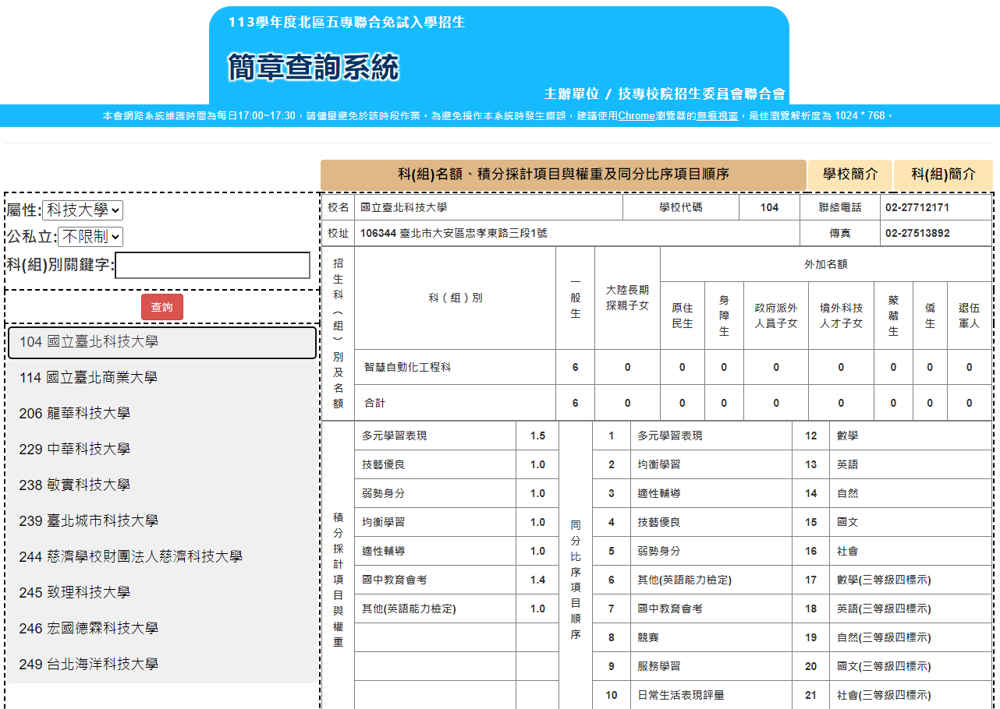 113學年度北區五專聯合免試入學招生
簡章查詢系統
主辦單位 / 技專校院招生委員會聯合會
本會網路系統維護時間為每日17:00~17:30，請儘量避免於該時段作業。為避免操作本系統時發生錯誤，建議使用Chrome瀏覽器的無痕視窗，最佳瀏覽解析度為 1024 * 768。
科(組)名額、積分採計項目與權重及同分比序項目順序 學校簡介 科(組)簡介
屬性: 科技大學
公私立: 不限制
科(組)別關鍵字:
查詢
104 國立臺北科技大學
114 國立臺北商業大學
206 龍華科技大學
229 中華科技大學
238 敏實科技大學
239 臺北城市科技大學
244 慈濟學校財團法人慈濟科技大學
245 致理科技大學
246 宏國德霖科技大學
249 台北海洋科技大學
校名 國立臺北科技大學 學校代碼 104 聯絡電話 02-27712171
校址 106344 臺北市大安區忠孝東路三段1號 傳真 02-27513892
招生科（組）別及名額
科（組）別 一般生 大陸長期探親子女 外加名額
原住民生 身障生 政府派外人員子女 境外科技人才子女 蒙藏生 僑生 退伍軍人
智慧自動化工程科 6 0 0 0 0 0 0 0 0
合計 6 0 0 0 0 0 0 0 0
積分採計項目與權重
同分比序項目順序
多元學習表現 1.5 1 多元學習表現 12 數學
技藝優良 1.0 2 均衡學習 13 英語
弱勢身分 1.0 3 適性輔導 14 自然
均衡學習 1.0 4 技藝優良 15 國文
適性輔導 1.0 5 弱勢身分 16 社會
國中教育會考 1.4 6 其他(英語能力檢定) 17 數學(三等級四標示)
其他(英語能力檢定) 1.0 7 國中教育會考 18 英語(三等級四標示)
8 競賽 19 自然(三等級四標示)
9 服務學習 20 國文(三等級四標示)
10 日常生活表現評量 21 社會(三等級四標示)